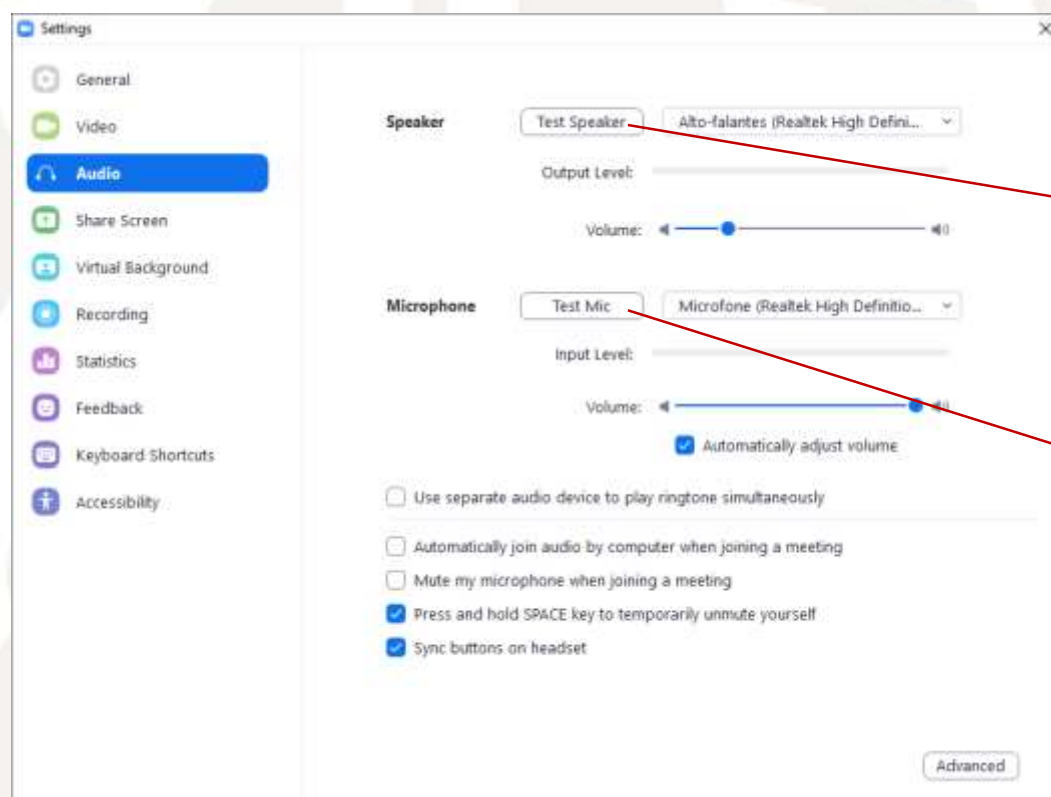 Settings
General
Video
Audio
Share Screen
Virtual Background
Recording
Statistics
Feedback
Keyboard Shortcuts
Accessibility
Speaker Test Speaker Alto-falantes (Realtek High Defini...
Output Level:
Volume:
Microphone Test Mic Microfone (Realtek High Definitio...
Input Level:
Volume:
Automatically adjust volume
Use separate audio device to play ringtone simultaneously
Automatically join audio by computer when joining a meeting
Mute my microphone when joining a meeting
Press and hold SPACE key to temporarily unmute yourself
Sync buttons on headset
Advanced